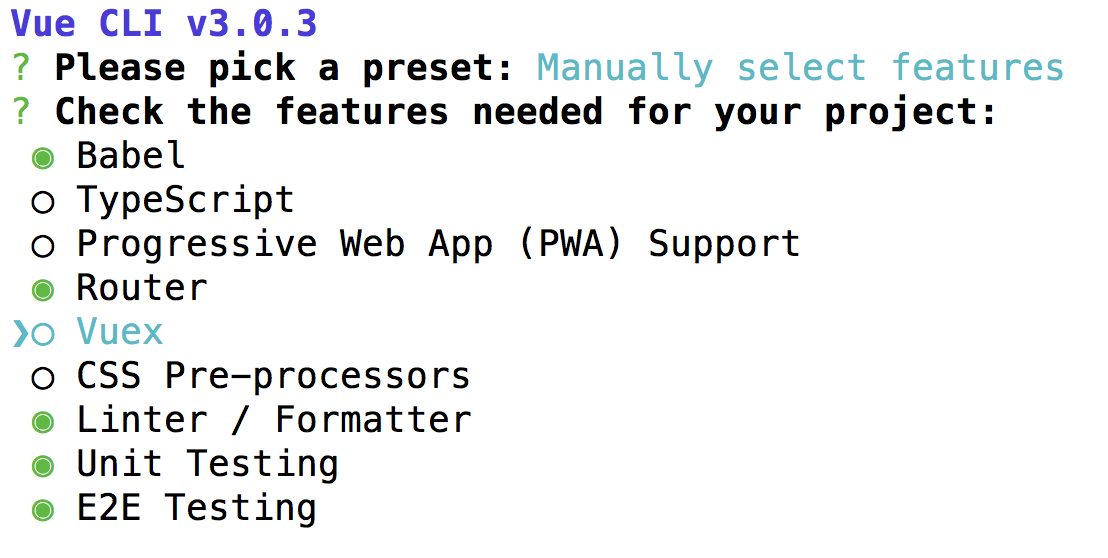 Vue CLI v3.0.3
? Please pick a preset: Manually select features
? Check the features needed for your project:
◉ Babel
◯ TypeScript
◯ Progressive Web App (PWA) Support
◉ Router
❯◯ Vuex
◯ CSS Pre-processors
◉ Linter / Formatter
◉ Unit Testing
◉ E2E Testing